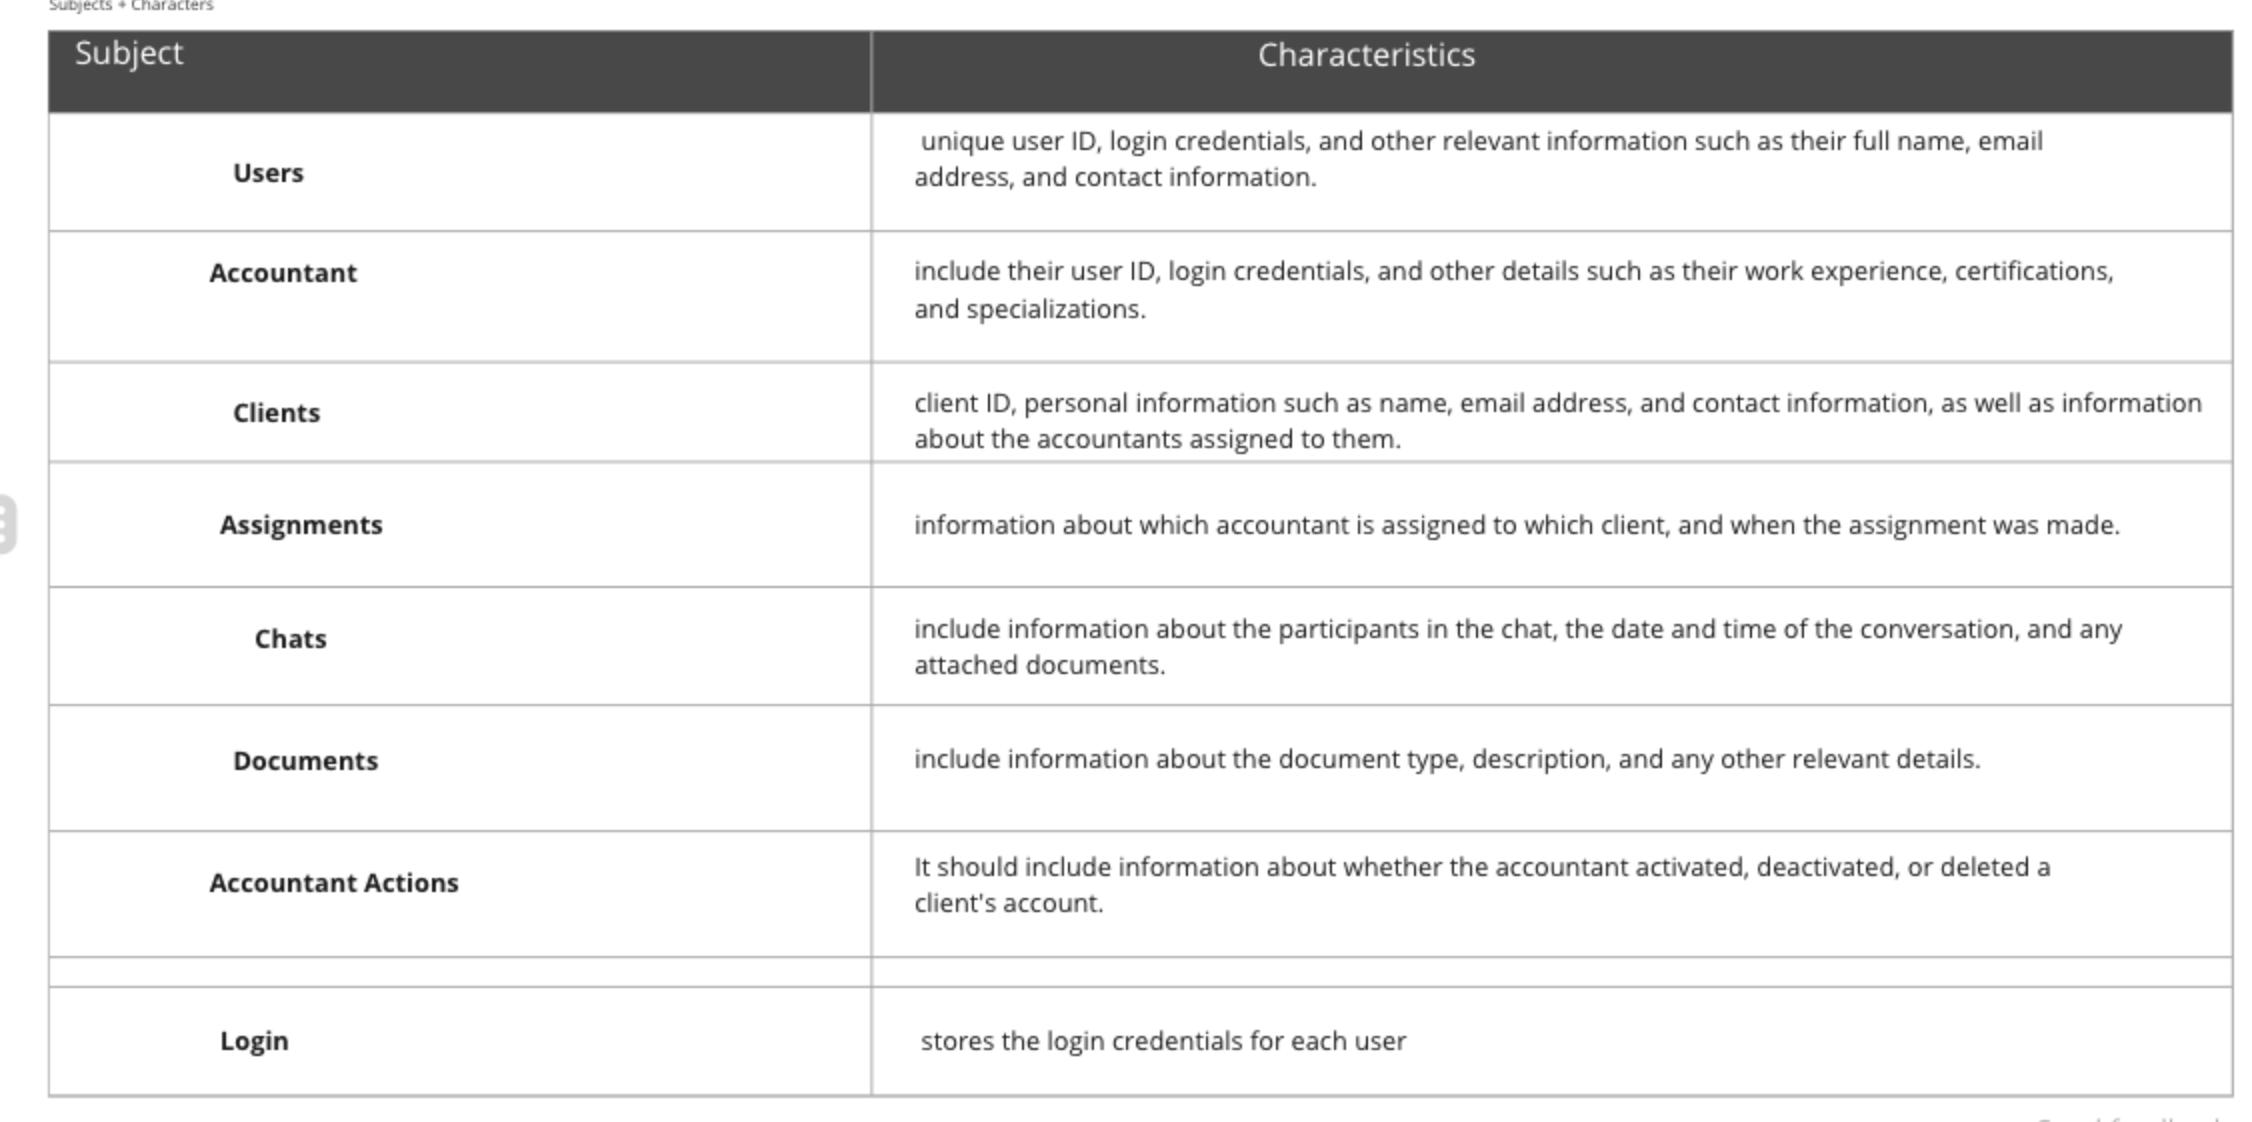 Subjects + Characters
Subject
Characteristics
Users
unique user ID, login credentials, and other relevant information such as their full name, email
address, and contact information.
Accountant
include their user ID, login credentials, and other details such as their work experience, certifications,
and specializations.
Clients
client ID, personal information such as name, email address, and contact information, as well as information
about the accountants assigned to them.
Assignments
information about which accountant is assigned to which client, and when the assignment was made.
Chats
include information about the participants in the chat, the date and time of the conversation, and any
attached documents.
Documents
include information about the document type, description, and any other relevant details.
Accountant Actions
It should include information about whether the accountant activated, deactivated, or deleted a
client's account.
Login
stores the login credentials for each user